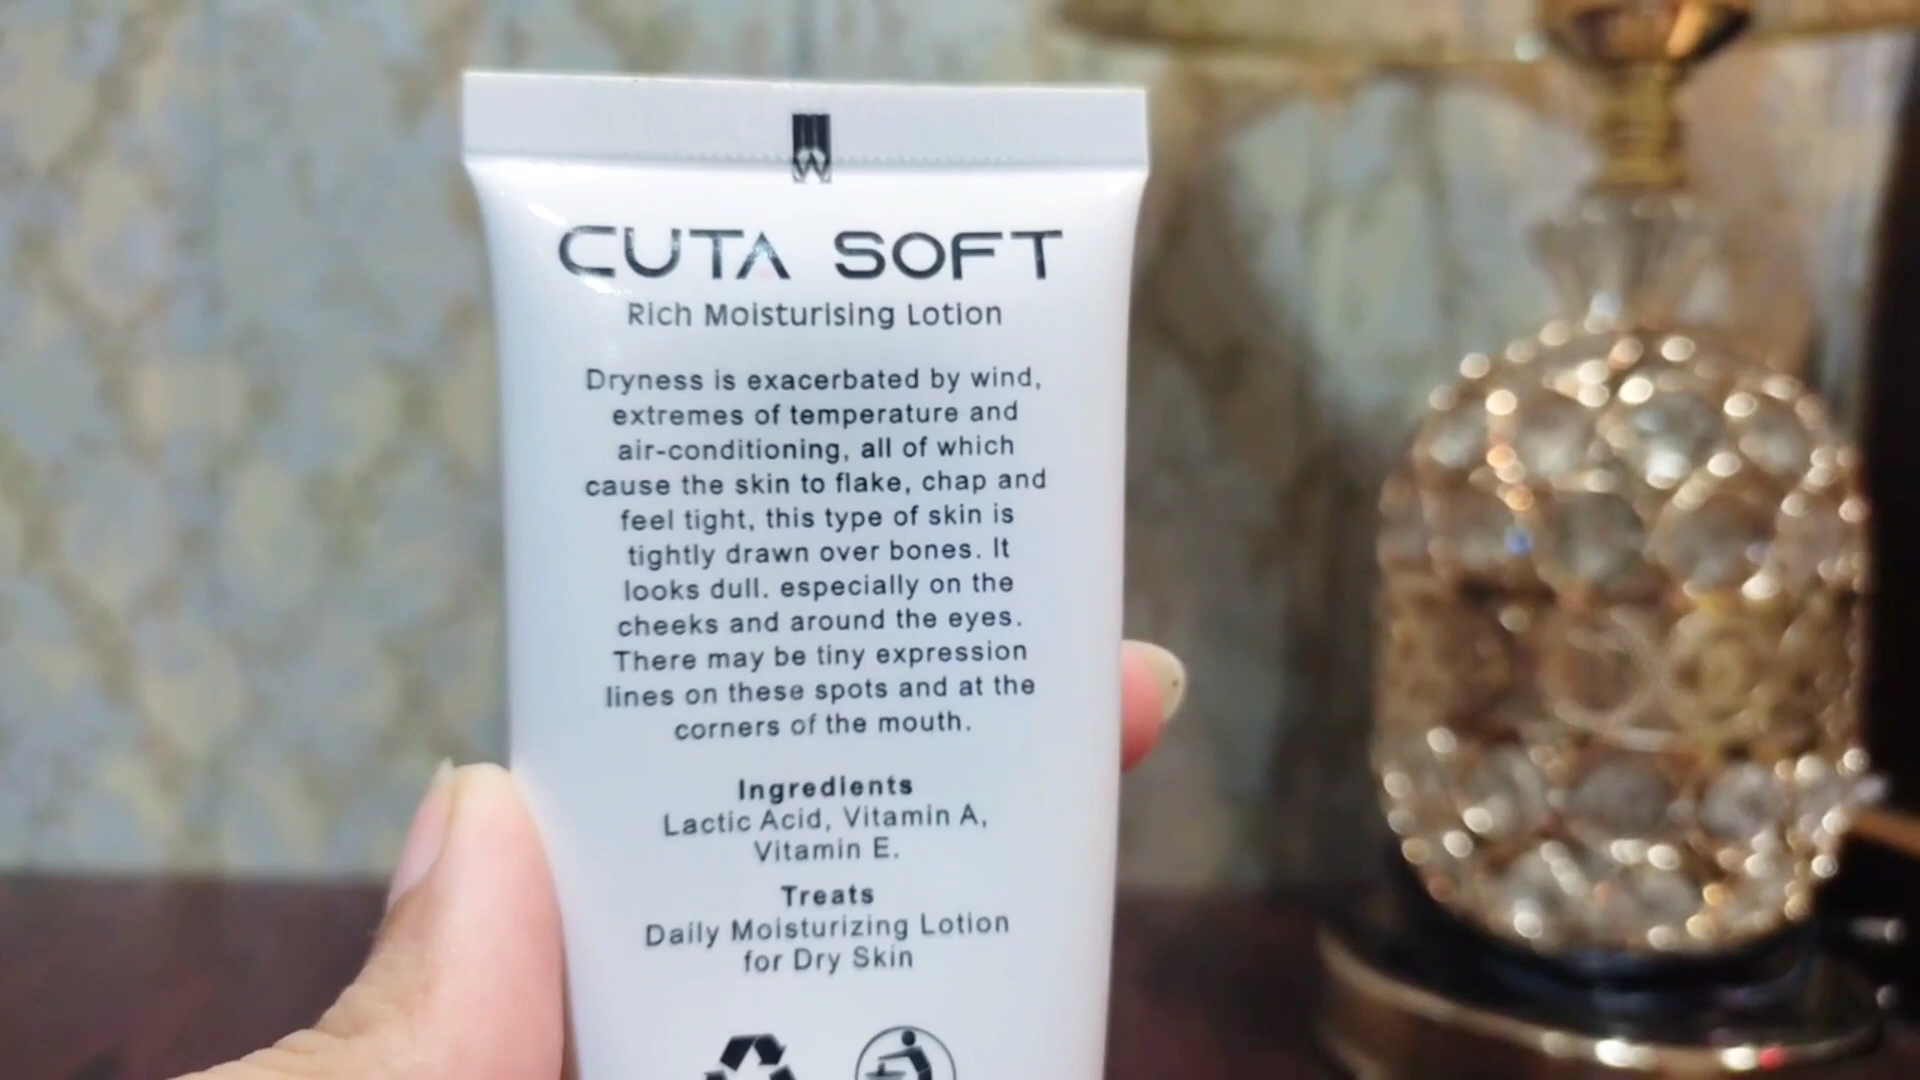 CUTA SOFT
Rich Moisturising Lotion
Dryness is exacerbated by wind,
extremes of temperature and
air-conditioning, all of which
cause the skin to flake, chap and
feel tight, this type of skin is
tightly drawn over bones. It
looks dull. especially on the
cheeks and around the eyes.
There may be tiny expression
lines on these spots and at the
corners of the mouth.
Ingredients
Lactic Acid, Vitamin A,
Vitamin E.
Treats
Daily Moisturizing Lotion
for Dry Skin